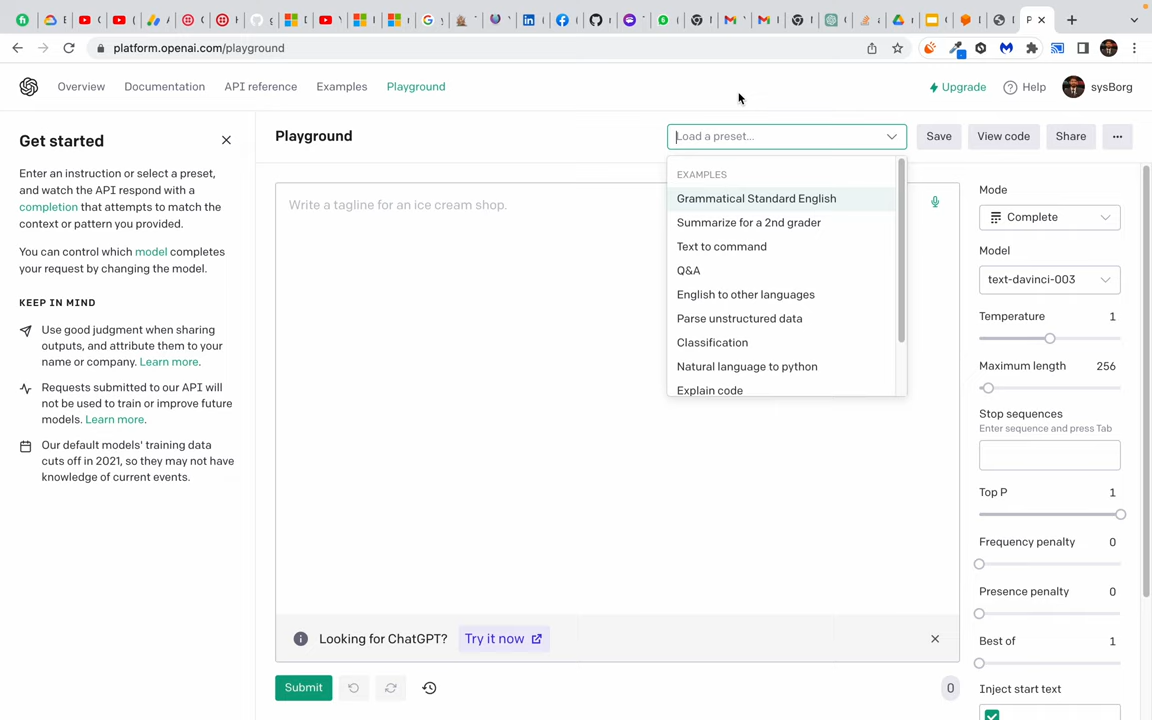 platform.openai.com/playground
Overview
Documentation
API reference
Examples
Playground
Upgrade
Help
sysBorg
Get started
Enter an instruction or select a preset,
and watch the API respond with a
completion that attempts to match the
context or pattern you provided.
You can control which model completes
your request by changing the model.
KEEP IN MIND
Use good judgment when sharing
outputs, and attribute them to your
name or company. Learn more.
Requests submitted to our API will
not be used to train or improve future
models. Learn more.
Our default models' training data
cuts off in 2021, so they may not have
knowledge of current events.
Playground
Load a preset...
Save
View code
Share
EXAMPLES
Grammatical Standard English
Summarize for a 2nd grader
Text to command
Q&A
English to other languages
Parse unstructured data
Classification
Natural language to python
Explain code
Write a tagline for an ice cream shop.
Looking for ChatGPT?
Try it now
Submit
0
Mode
Complete
Model
text-davinci-003
Temperature 1
Maximum length 256
Stop sequences
Enter sequence and press Tab
Top P 1
Frequency penalty 0
Presence penalty 0
Best of 1
Inject start text